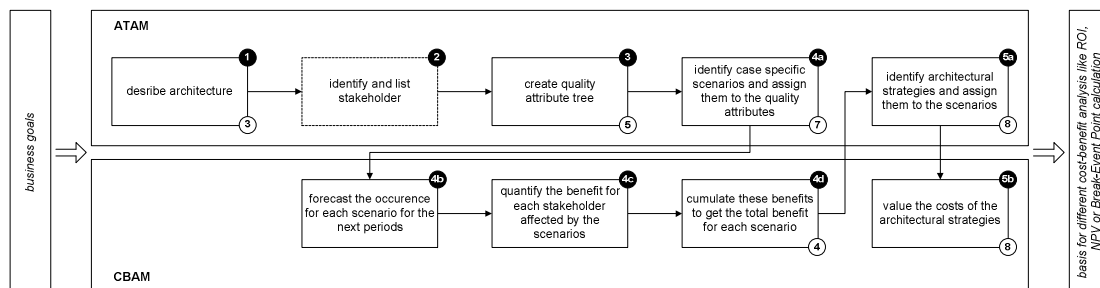 business goals
ATAM
1
desribe architecture
3
2
identify and list
stakeholder
3
create quality
attribute tree
5
4a
identify case specific
scenarios and assign
them to the quality
attributes
7
5a
identify architectural
strategies and assign
them to the scenarios
8
4b
forecast the occurence
for each scenario for the
next periods
4c
quantify the benefit for
each stakeholder
affected by the
scenarios
4d
cumulate these benefits
to get the total benefit
for each scenario
4
5b
value the costs of the
architectural strategies
8
CBAM
basis for different cost-benefit analysis like ROI,
NPV or Break-Event Point calculation